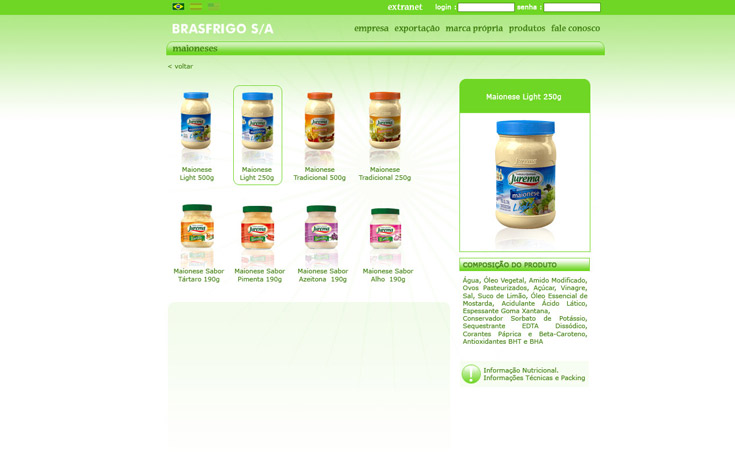 extranet login : senha :
BRASFRIGO S/A
empresa exportação marca própria produtos fale conosco
maioneses
< voltar
Maionese Light 250g
Maionese
Light 500g
Maionese
Light 250g
Maionese
Tradicional 500g
Maionese
Tradicional 250g
Jurema
maionese
Maionese Sabor
Tártaro 190g
Maionese Sabor
Pimenta 190g
Maionese Sabor
Azeitona 190g
Maionese Sabor
Alho 190g
COMPOSIÇÃO DO PRODUTO
Água, Óleo Vegetal, Amido Modificado,
Ovos Pasteurizados, Açúcar, Vinagre,
Sal, Suco de Limão, Óleo Essencial de
Mostarda, Acidulante Ácido Lático,
Espessante Goma Xantana,
Conservador Sorbato de Potássio,
Sequestrante EDTA Dissódico,
Corantes Páprica e Beta-Caroteno,
Antioxidantes BHT e BHA
Informação Nutricional.
Informações Técnicas e Packing